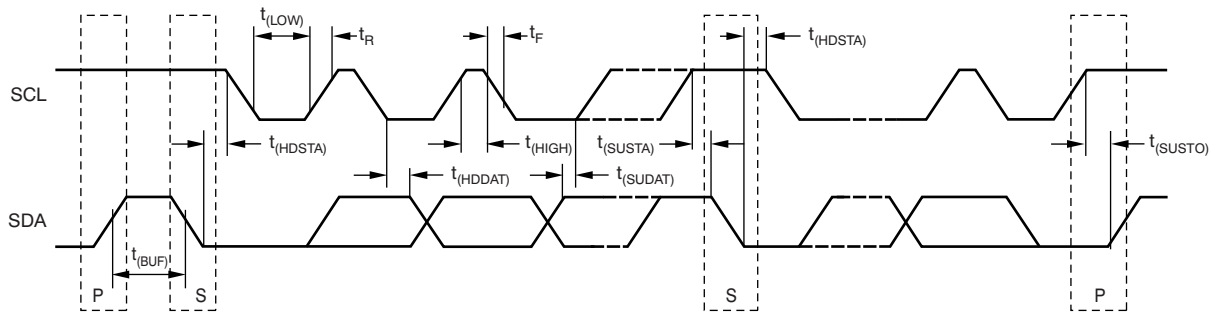 t(LOW)
tR
tF
t(HDSTA)
SCL
t(HDSTA)
t(HIGH)
t(SUSTA)
t(SUSTO)
t(HDDAT)
t(SUDAT)
SDA
t(BUF)
P
S
S
P